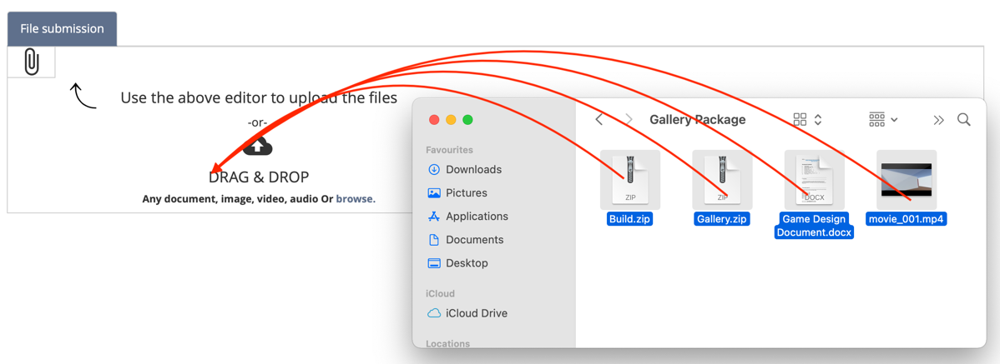 File submission
Use the above editor to upload the files
-or-
DRAG & DROP
Any document, image, video, audio Or browse.
Gallery Package
Favourites
Downloads
Pictures
Applications
Documents
Desktop
iCloud
iCloud Drive
Locations
ZIP
ZIP
DOCX
Build.zip
Gallery.zip
Game Design
Document.docx
movie_001.mp4